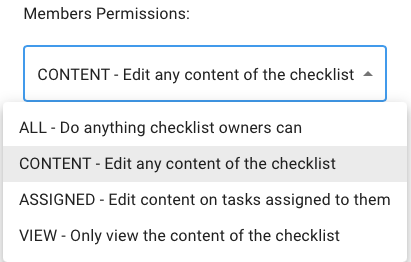 Members Permissions:
CONTENT - Edit any content of the checklist
ALL - Do anything checklist owners can
CONTENT - Edit any content of the checklist
ASSIGNED - Edit content on tasks assigned to them
VIEW - Only view the content of the checklist